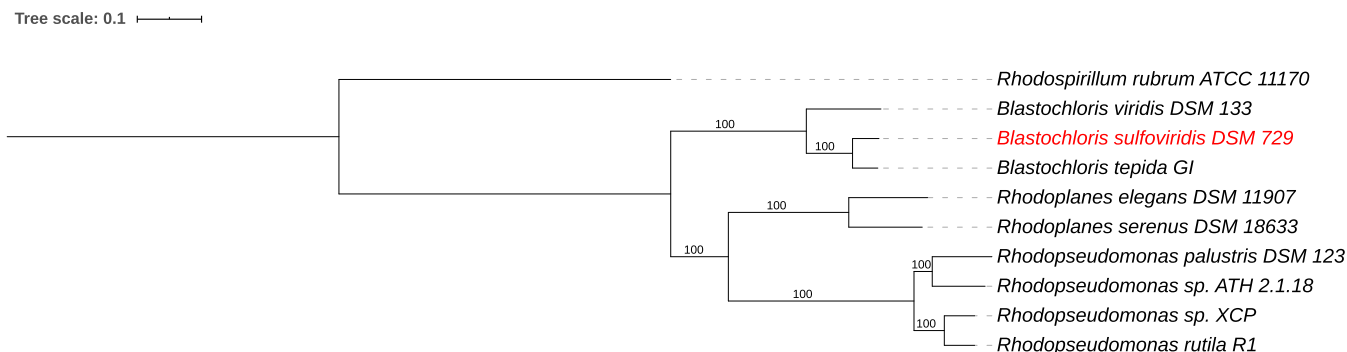 Tree scale: 0.1
Rhodospirillum rubrum ATCC 11170
Blastochloris viridis DSM 133
100
Blastochloris sulfoviridis DSM 729
100
Blastochloris tepida GI
Rhodoplanes elegans DSM 11907
100
Rhodoplanes serenus DSM 18633
100
Rhodopseudomonas palustris DSM 123
100
Rhodopseudomonas sp. ATH 2.1.18
100
Rhodopseudomonas sp. XCP
100
Rhodopseudomonas rutila R1